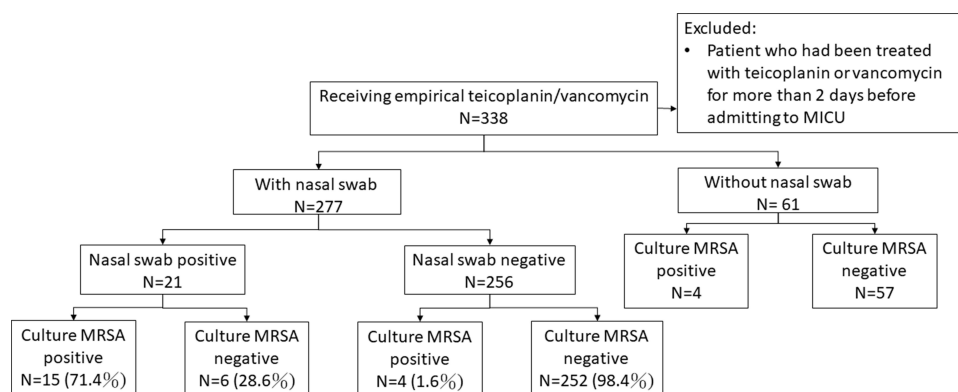 Excluded:
• Patient who had been treated
with teicoplanin or vancomycin
for more than 2 days before
admitting to MICU
Receiving empirical teicoplanin/vancomycin
N=338
With nasal swab
N=277
Without nasal swab
N= 61
Nasal swab positive
N=21
Nasal swab negative
N=256
Culture MRSA
positive
N=4
Culture MRSA
negative
N=57
Culture MRSA
positive
N=15 (71.4%)
Culture MRSA
negative
N=6 (28.6%)
Culture MRSA
positive
N=4 (1.6%)
Culture MRSA
negative
N=252 (98.4%)